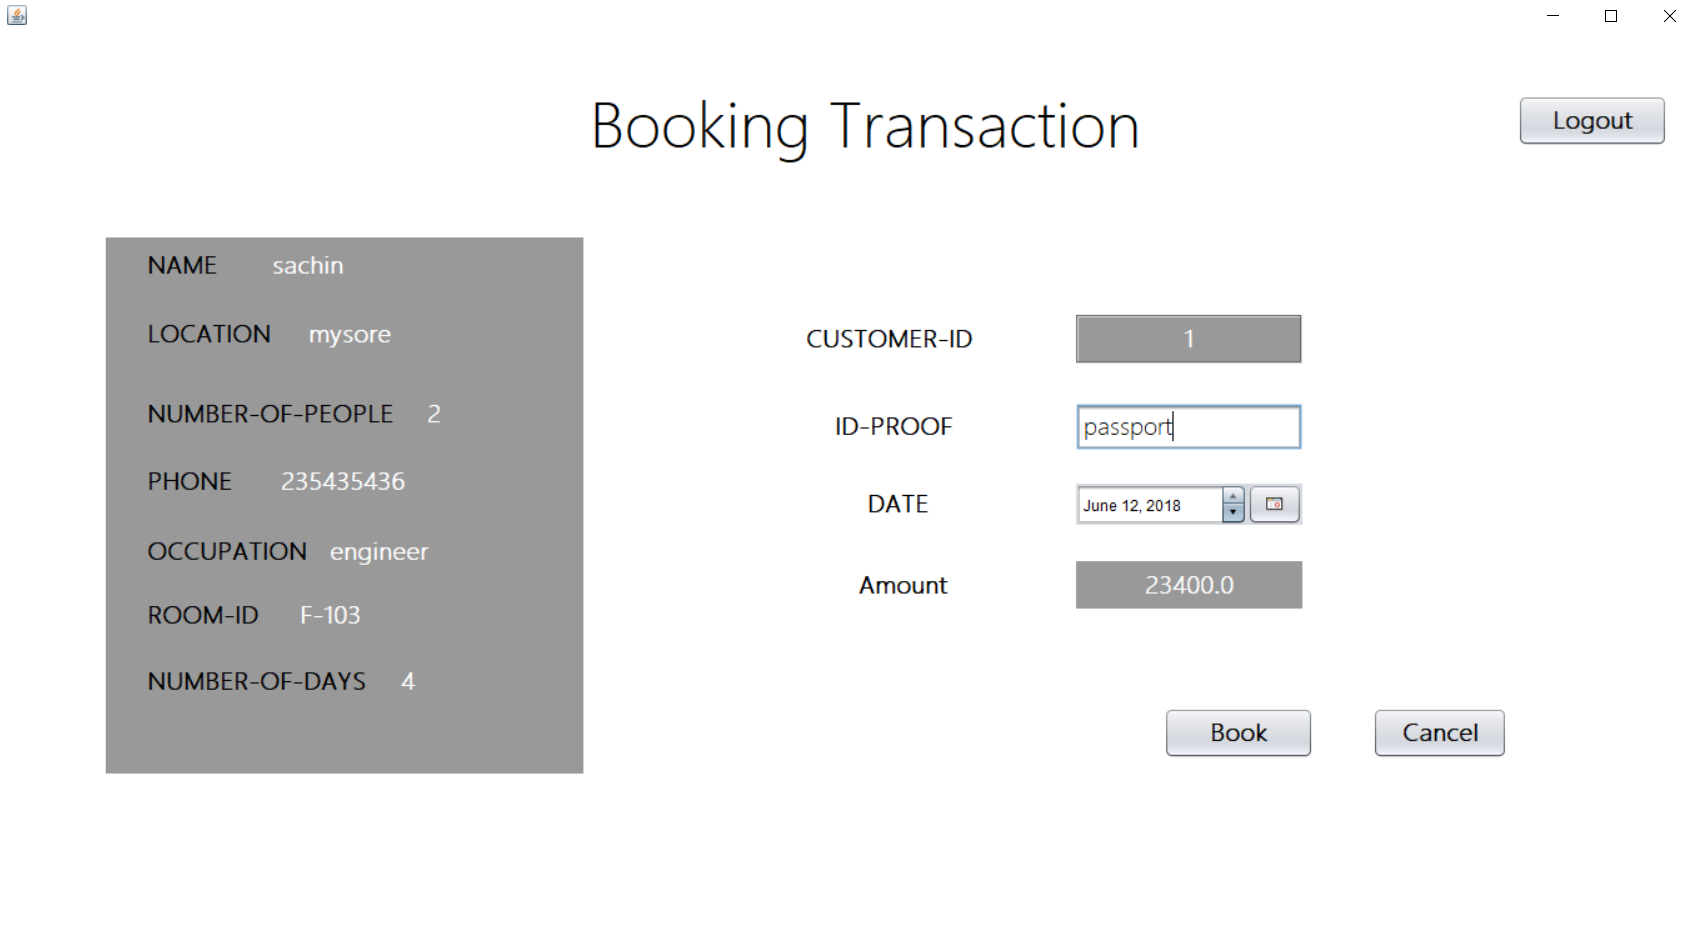 Booking Transaction
Logout
NAME sachin
LOCATION mysore
NUMBER-OF-PEOPLE 2
PHONE 235435436
OCCUPATION engineer
ROOM-ID F-103
NUMBER-OF-DAYS 4
CUSTOMER-ID 1
ID-PROOF passport
DATE June 12, 2018
Amount 23400.0
Book Cancel